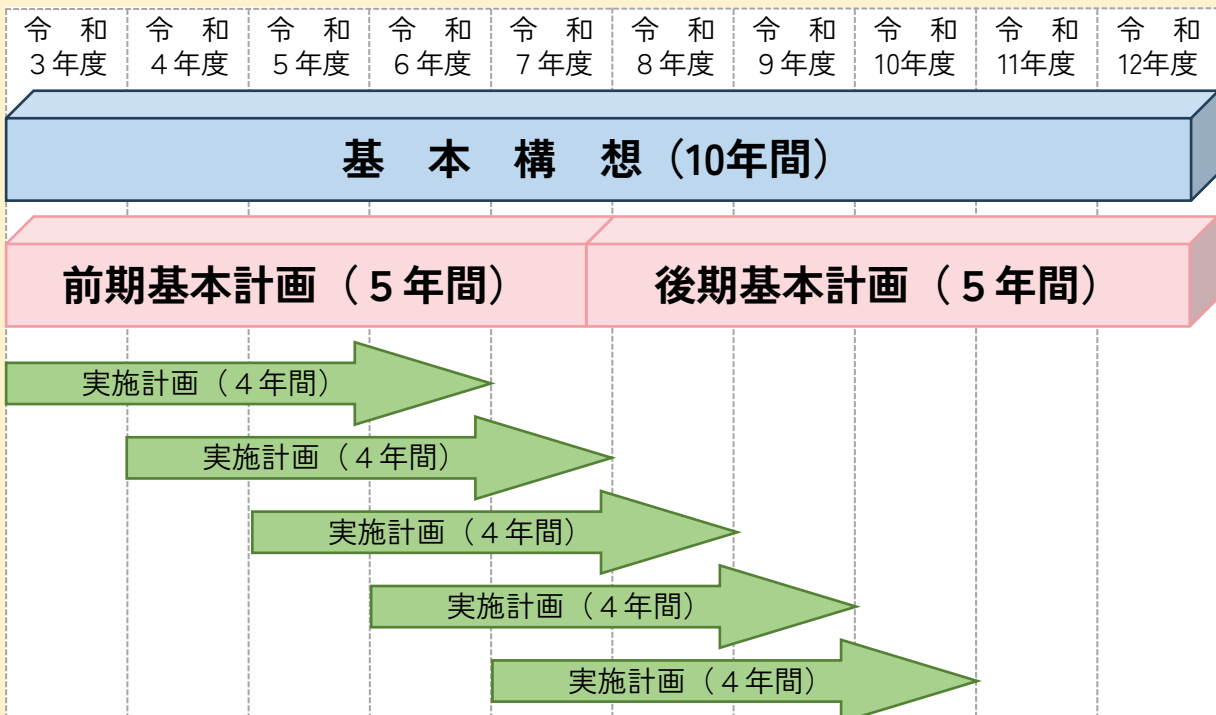 令和 令和 令和 令和 令和 令和 令和 令和 令和 令和
3年度 4年度 5年度 6年度 7年度 8年度 9年度 10年度 11年度 12年度
基本構想(10年間)
前期基本計画(5年間) 後期基本計画(5年間)
実施計画(4年間)
実施計画(4年間)
実施計画(4年間)
実施計画(4年間)
実施計画(4年間)